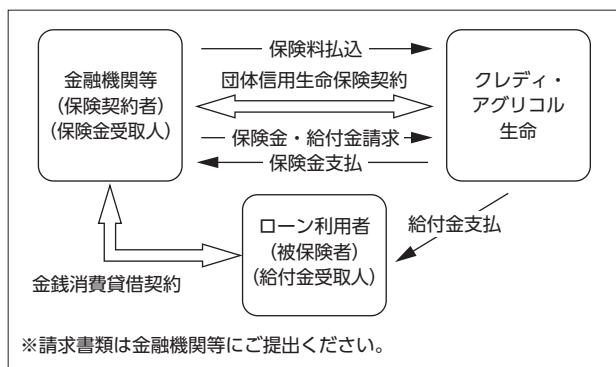 保険料払込
金融機関等
(保険契約者)
(保険金受取人)
団体信用生命保険契約
クレディ・
アグリコル
生命
保険金・給付金請求
保険金支払
ローン利用者
(被保険者)
(給付金受取人)
給付金支払
金銭消費貸借契約
※請求書類は金融機関等にご提出ください。